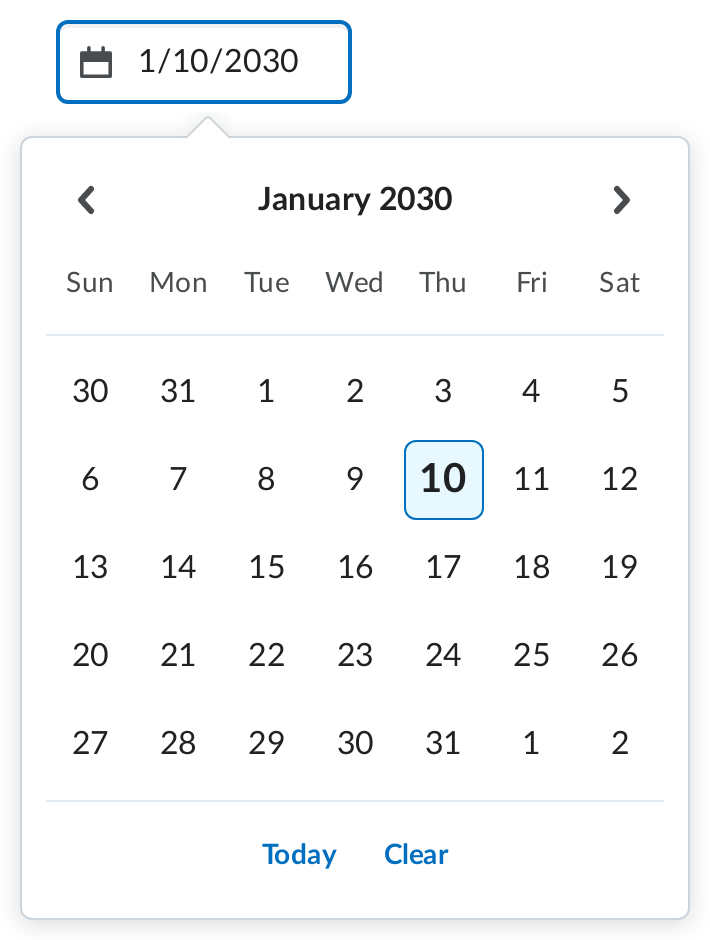 1/10/2030
January 2030
Sun Mon Tue Wed Thu Fri Sat
30 31 1 2 3 4 5
6 7 8 9 10 11 12
13 14 15 16 17 18 19
20 21 22 23 24 25 26
27 28 29 30 31 1 2
Today Clear